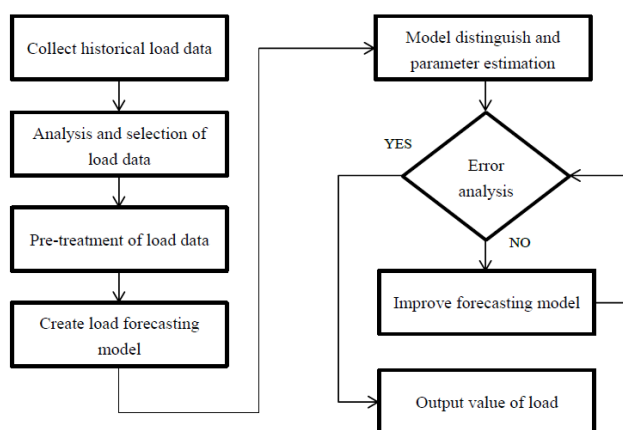 Collect historical load data
Analysis and selection of
load data
Pre-treatment of load data
Create load forecasting
model
Model distinguish and
parameter estimation
YES
Error
analysis
NO
Improve forecasting model
Output value of load